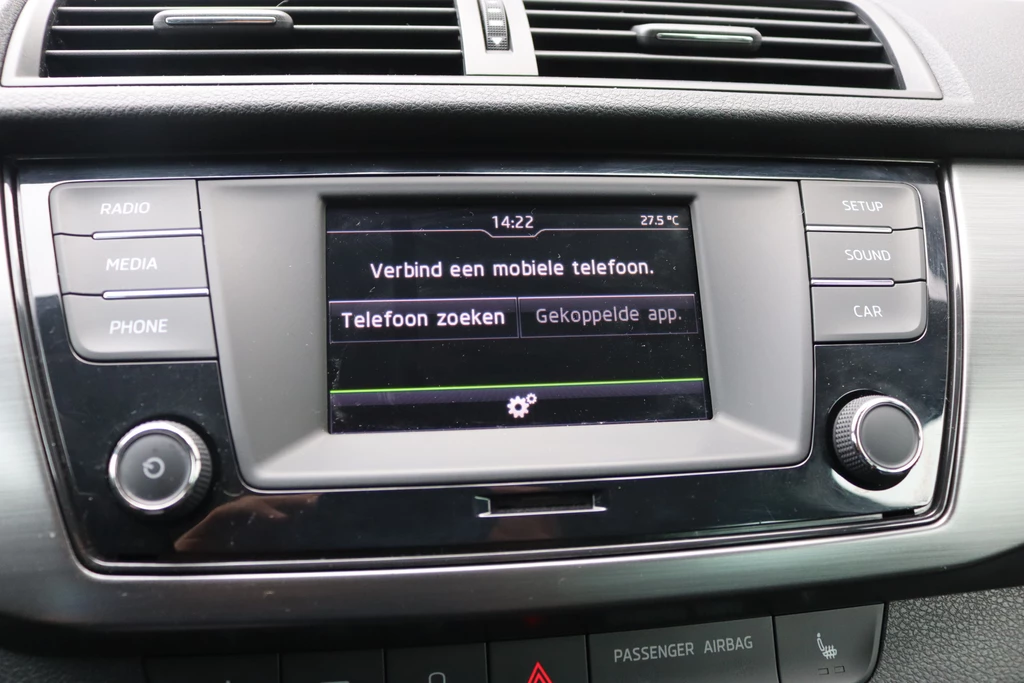 RADIO
MEDIA
PHONE
14:22 27.5 °C
Verbind een mobiele telefoon.
Telefoon zoeken Gekoppelde app.
SETUP
SOUND
CAR
PASSENGER AIRBAG